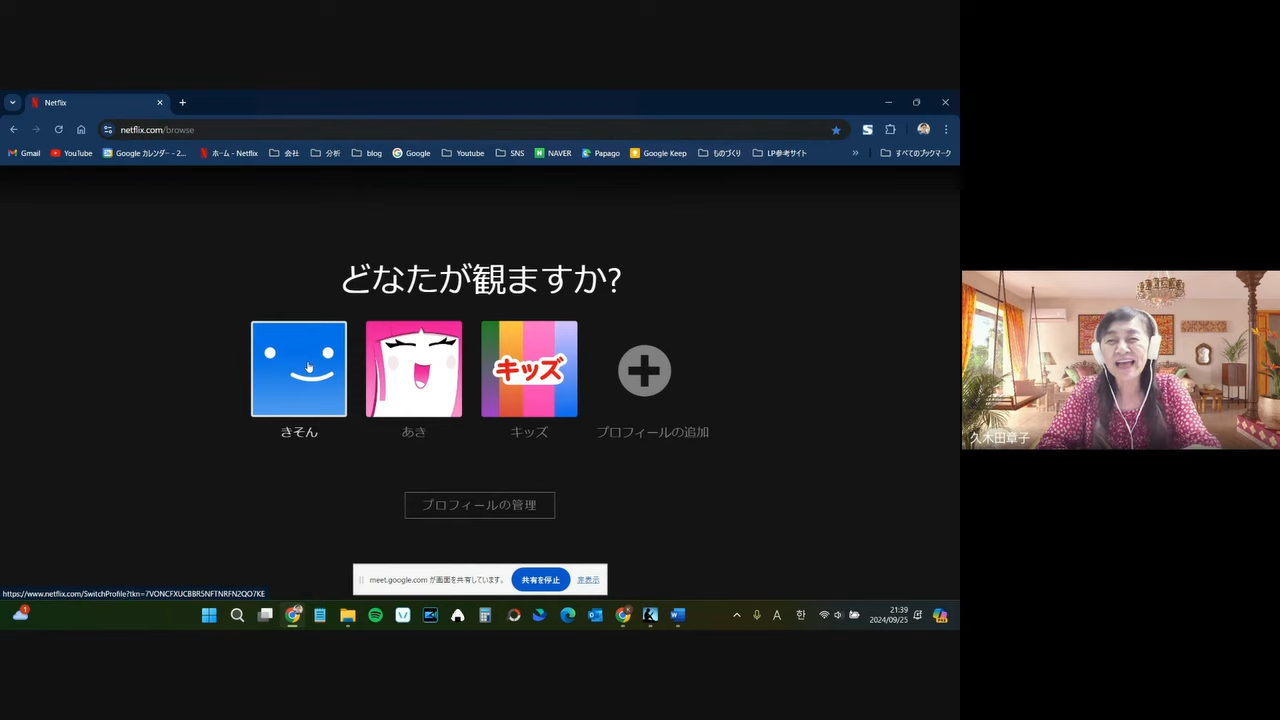 Netflix
netflix.com/browse
Gmail
YouTube
Google カレンダー - 2...
ホーム - Netflix
会社
分析
blog
Google
Youtube
SNS
NAVER
Papago
Google Keep
ものづくり
LP参考サイト
»
すべてのブックマーク
どなたが観ますか?
キッズ
きそん
あき
キッズ
プロフィールの追加
プロフィールの管理
久木田章子
meet.google.com が画面を共有しています。
共有を停止
非表示
https://www.netflix.com/SwitchProfile?tkn=7VONCFXUCBBR5NFTNRFN2QO7KE
1
A
한
21:39
2024/09/25